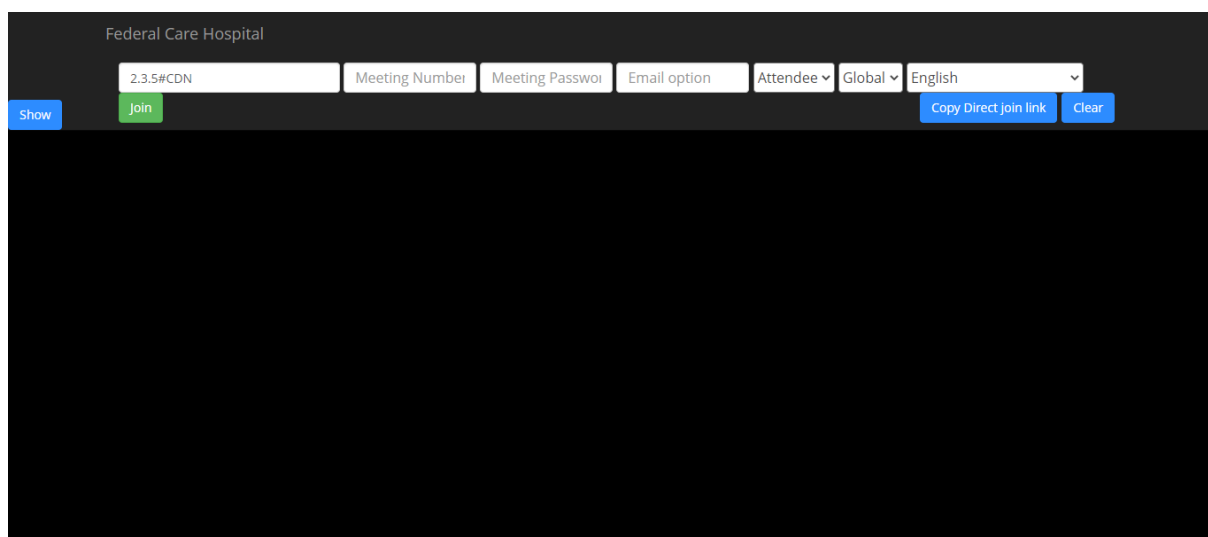 Federal Care Hospital
2.3.5#CDN Meeting Number Meeting Passwor Email option Attendee Global English
Show Join Copy Direct join link Clear